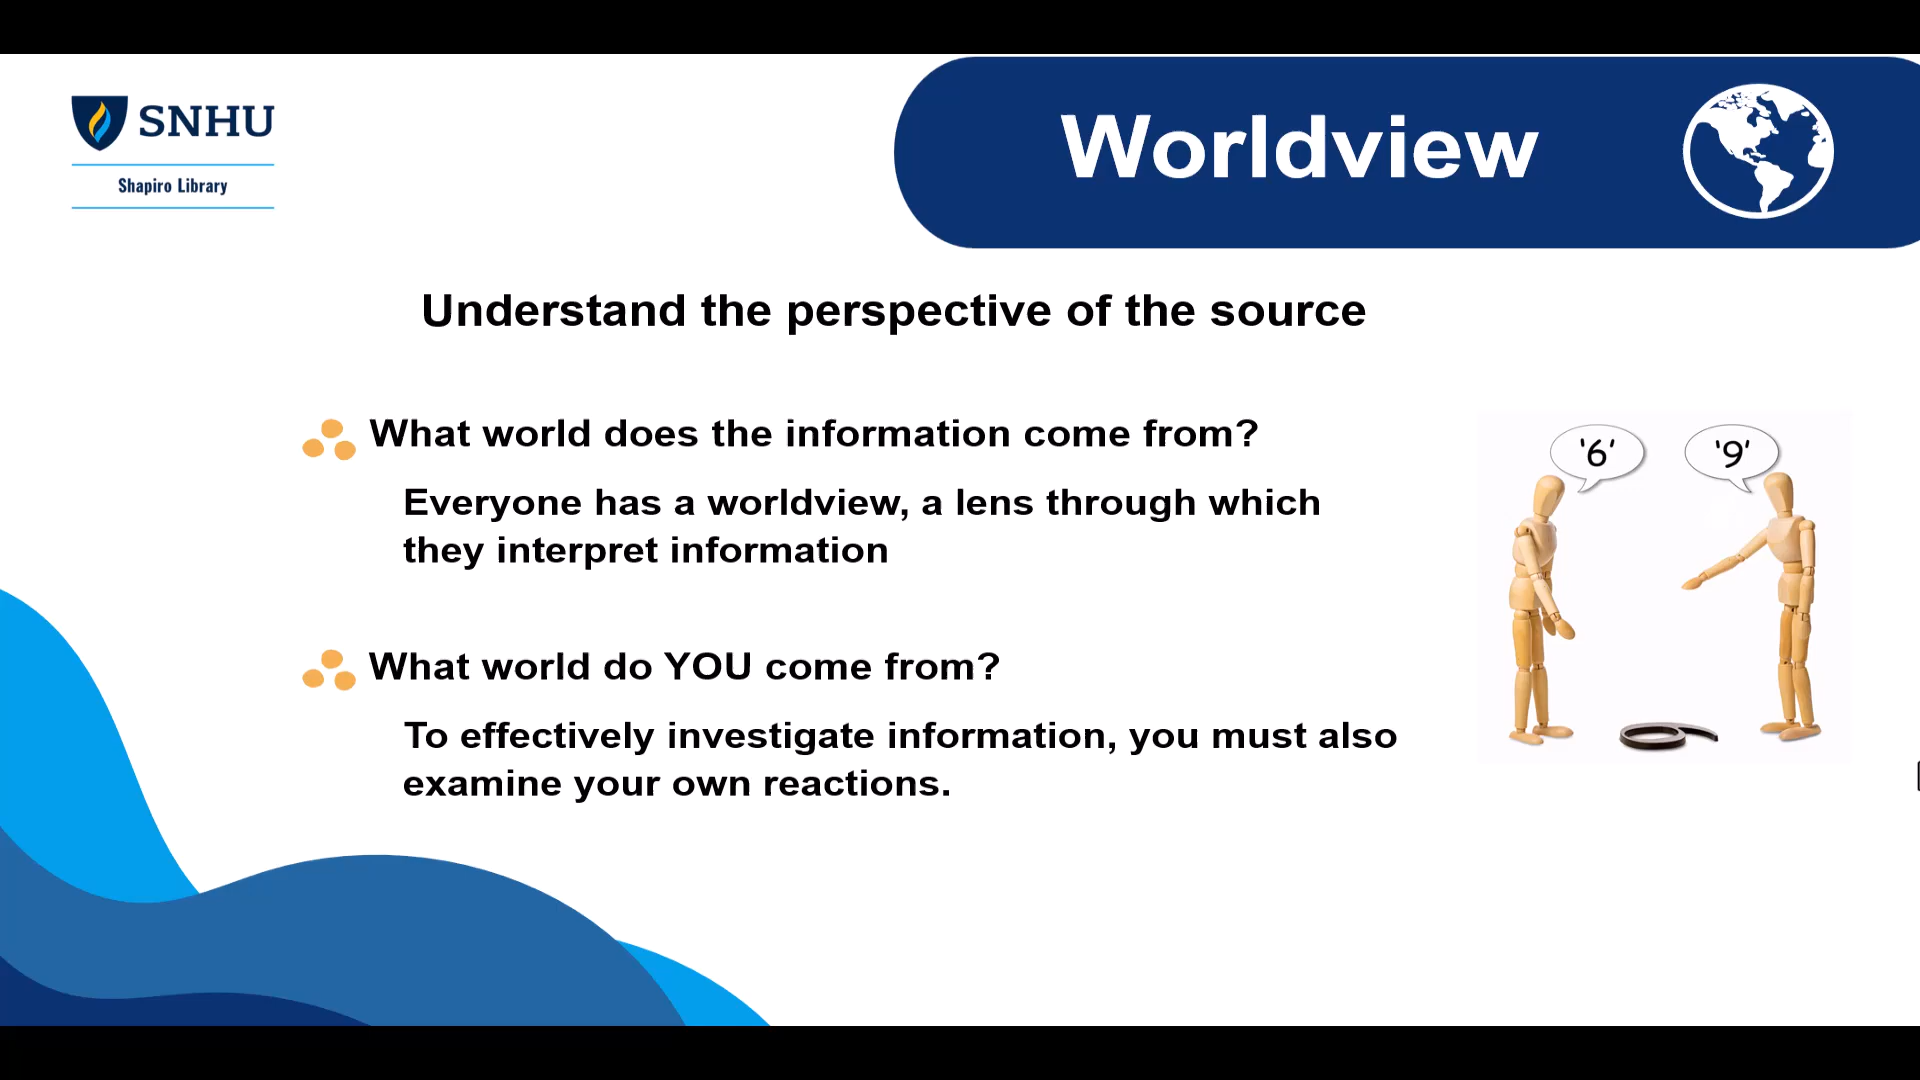 SNHU
Shapiro Library
Worldview
Understand the perspective of the source
What world does the information come from?
Everyone has a worldview, a lens through which
they interpret information
What world do YOU come from?
To effectively investigate information, you must also
examine your own reactions.
'6'
'9'